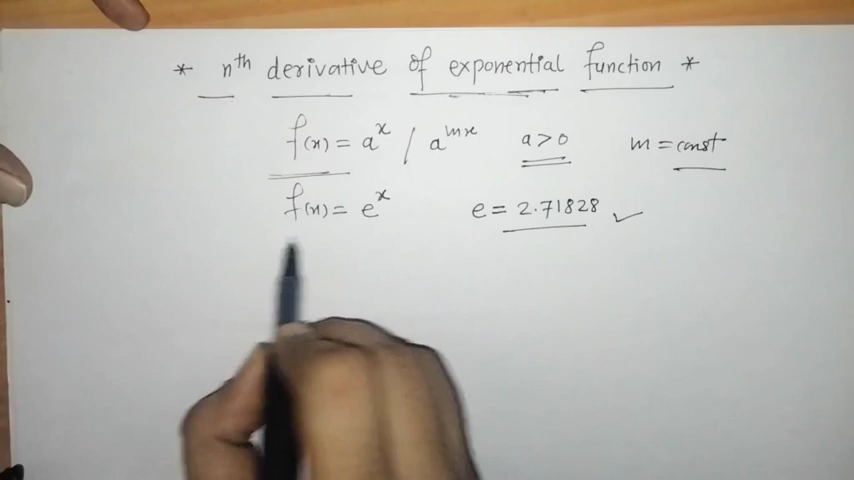 * nth derivative of exponential function *
f(x) = a^x / a^mx a > 0 m = const
f(x) = e^x e = 2.71828 ✓